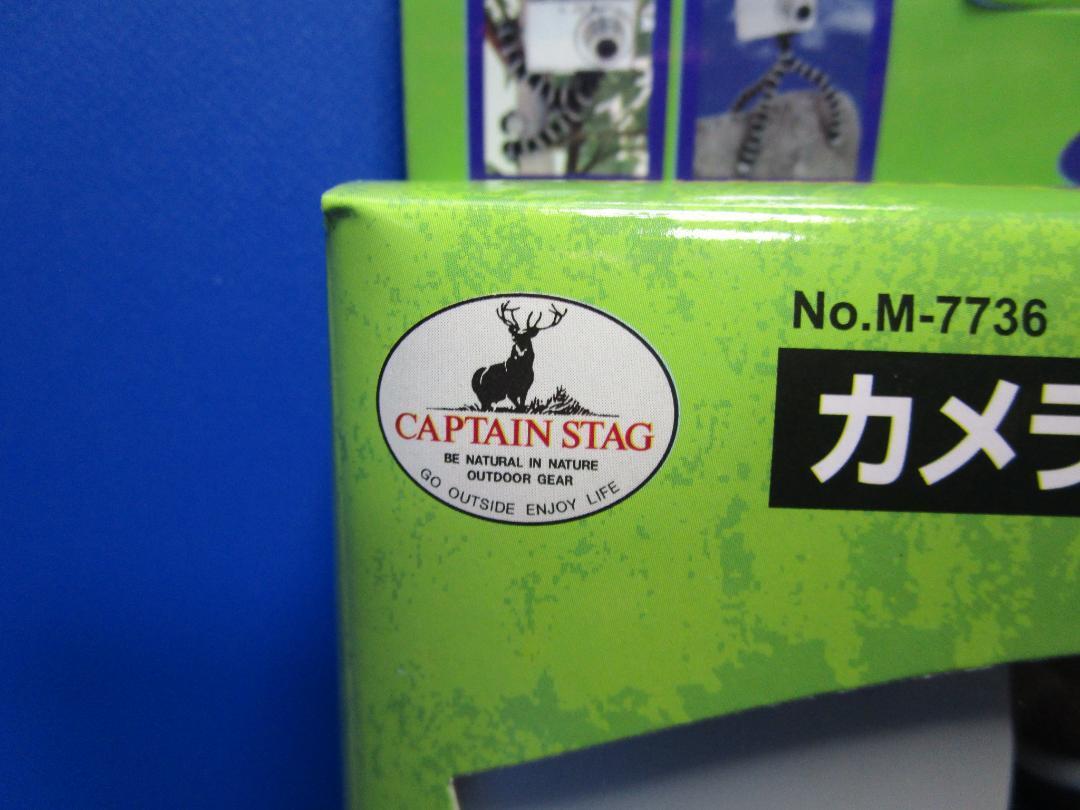 No.M-7736
カメラ
CAPTAIN STAG
BE NATURAL IN NATURE
OUTDOOR GEAR
GO OUTSIDE ENJOY LIFE